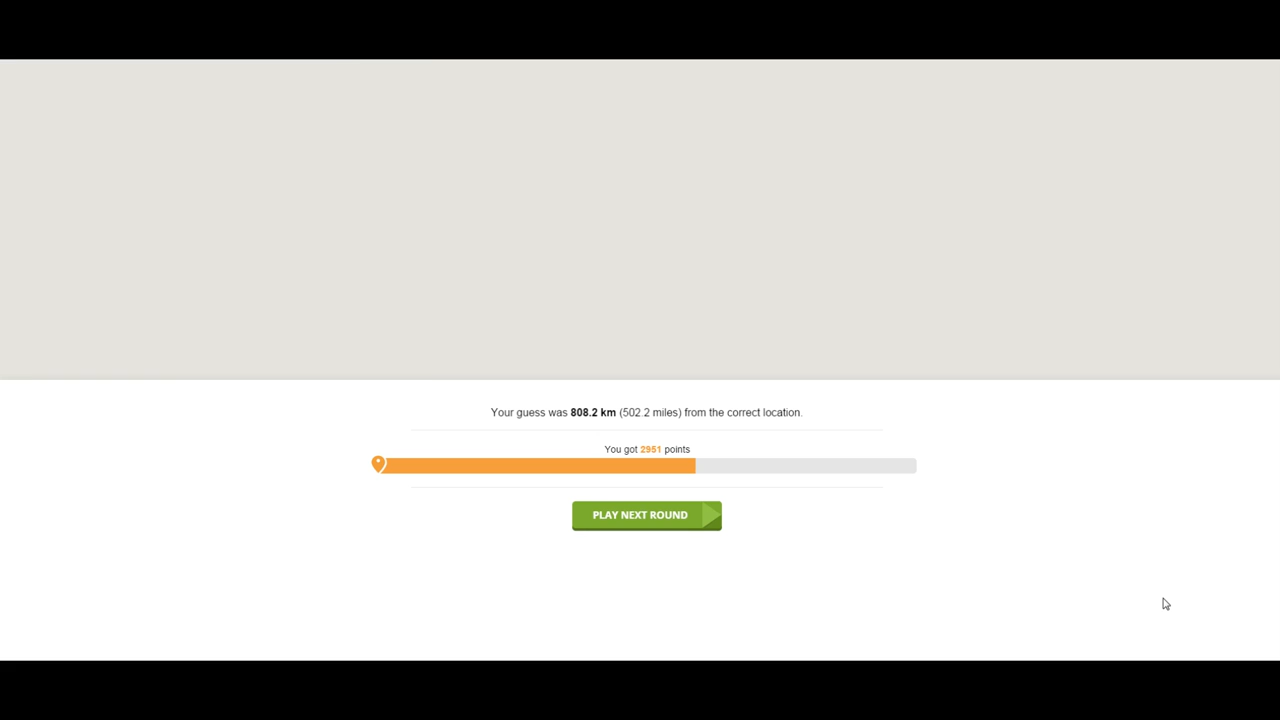 Your guess was 808.2 km (502.2 miles) from the correct location.
You got 2951 points
PLAY NEXT ROUND